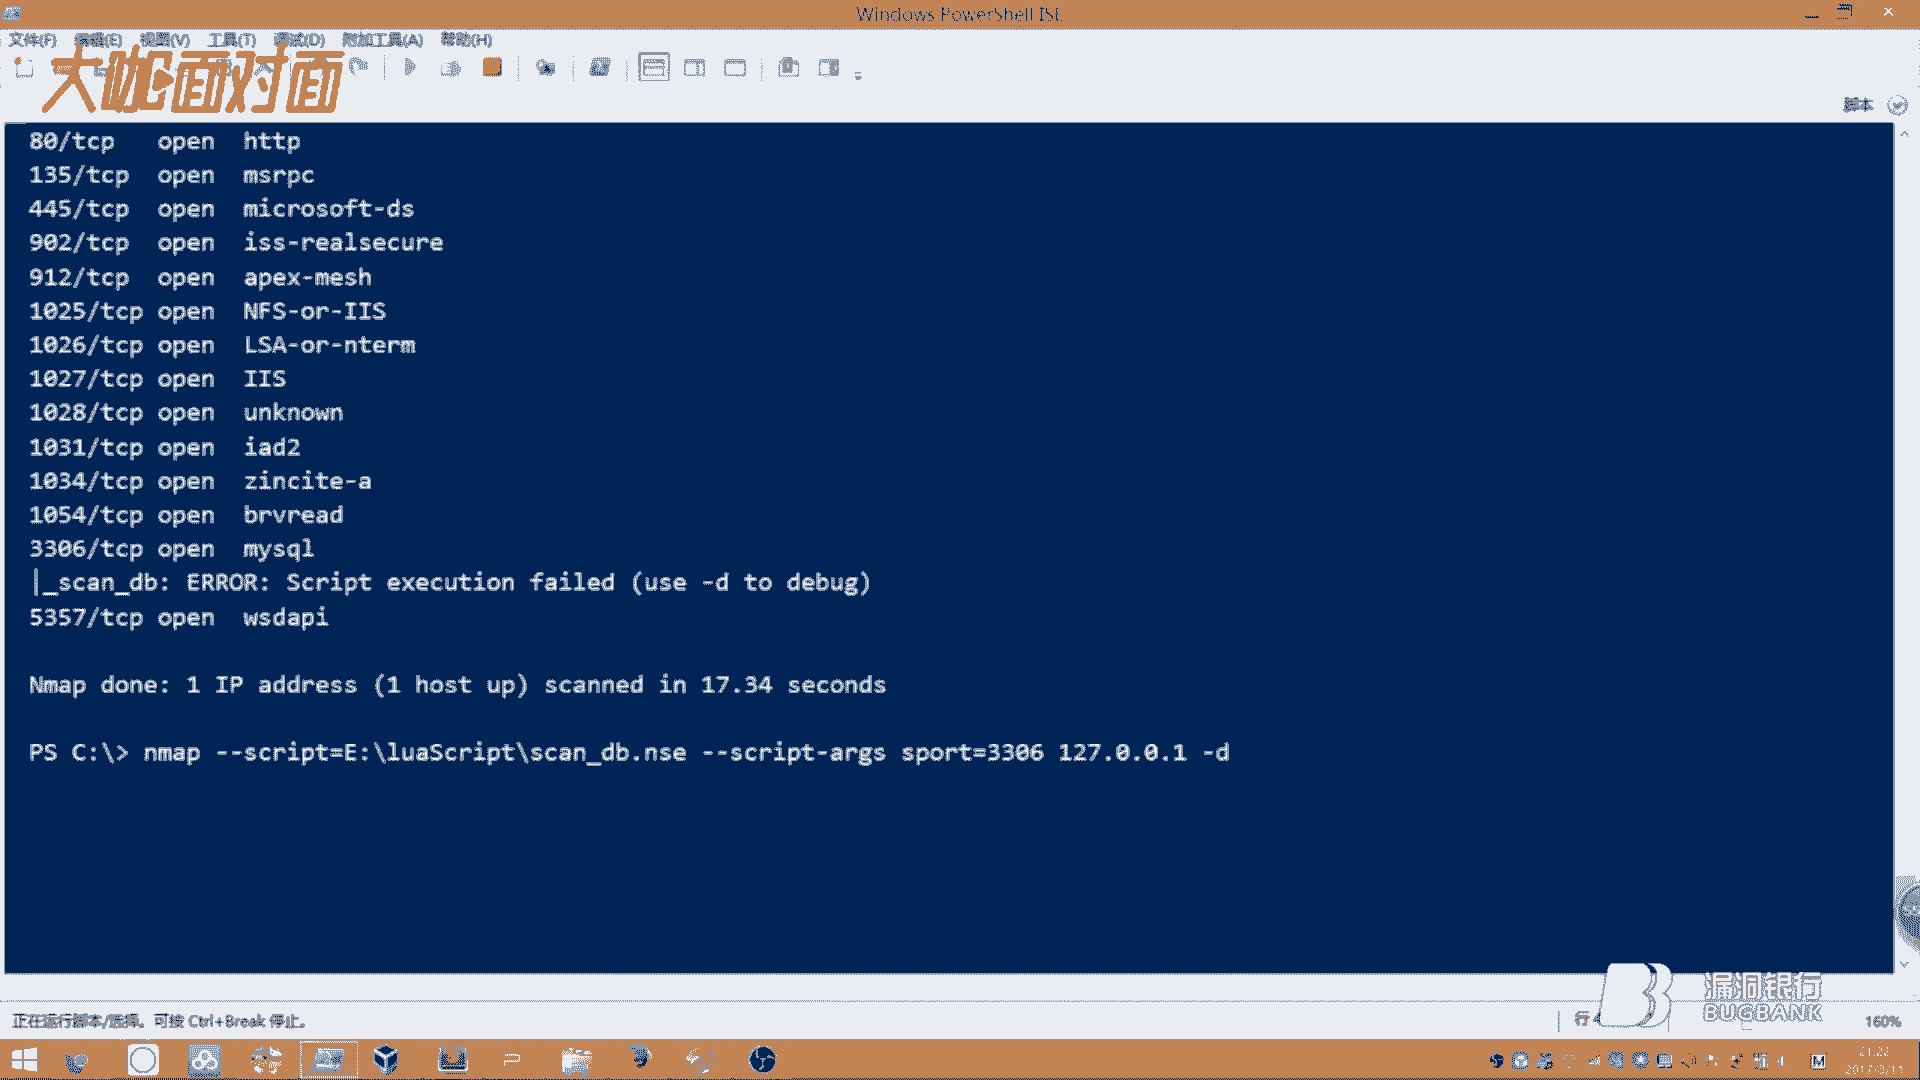 Windows PowerShell ISE
文件(F) 编辑(E) 视图(V) 工具(T) 调试(D) 附加工具(A) 帮助(H)
大咖面对面
脚本
80/tcp   open  http
135/tcp  open  msrpc
445/tcp  open  microsoft-ds
902/tcp  open  iss-realsecure
912/tcp  open  apex-mesh
1025/tcp open  NFS-or-IIS
1026/tcp open  LSA-or-nterm
1027/tcp open  IIS
1028/tcp open  unknown
1031/tcp open  iad2
1034/tcp open  zincite-a
1054/tcp open  brvread
3306/tcp open  mysql
|_scan_db: ERROR: Script execution failed (use -d to debug)
5357/tcp open  wsdapi
Nmap done: 1 IP address (1 host up) scanned in 17.34 seconds
PS C:\> nmap --script=E:\luaScript\scan_db.nse --script-args sport=3306 127.0.0.1 -d
漏洞银行
BUGBANK
正在运行脚本/选择。可按 Ctrl+Break 停止。
行
160%
M
21:22